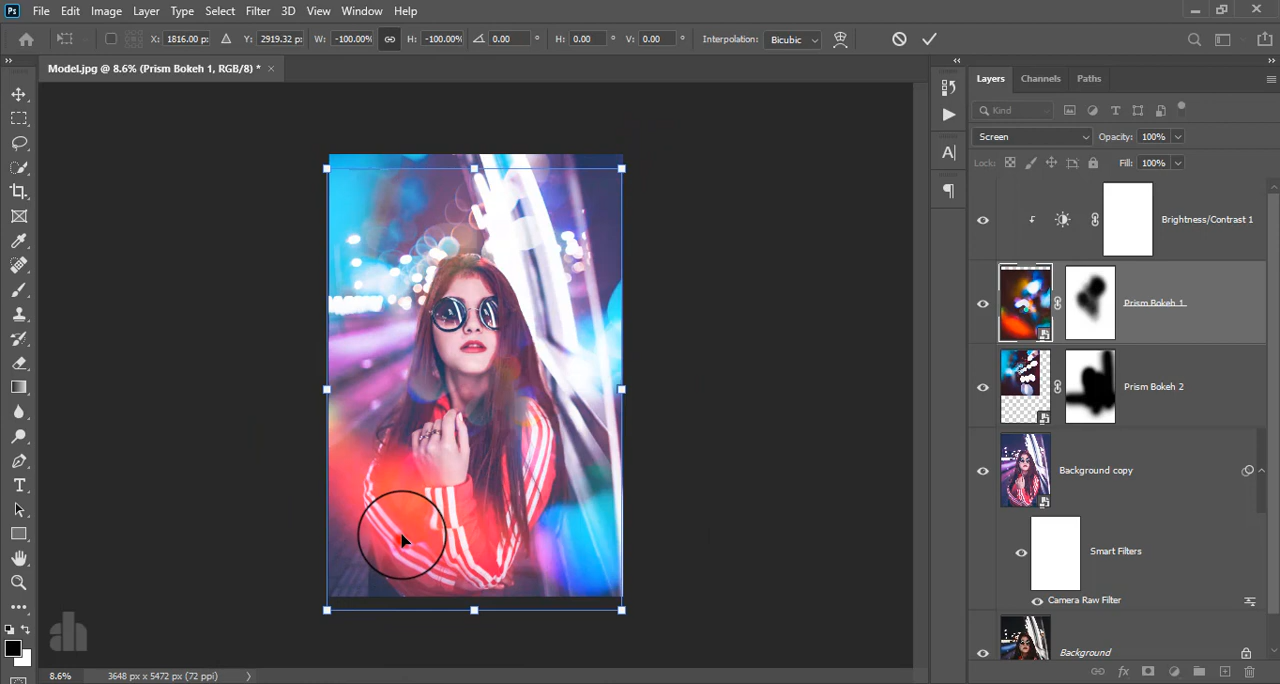 Ps File Edit Image Layer Type Select Filter 3D View Window Help
X: 1816.00 p: Y: 2919.32 p: W: -100.00% H: -100.00% 0.00 ° H: 0.00 ° V: 0.00 ° Interpolation: Bicubic
Model.jpg @ 8.6% (Prism Bokeh 1, RGB/8) * ×
Layers Channels Paths
Kind
Screen Opacity: 100%
Lock: Fill: 100%
Brightness/Contrast 1
Prism Bokeh 1
Prism Bokeh 2
Background copy
Smart Filters
Camera Raw Filter
Background
ah
8.6% 3648 px x 5472 px (72 ppi)